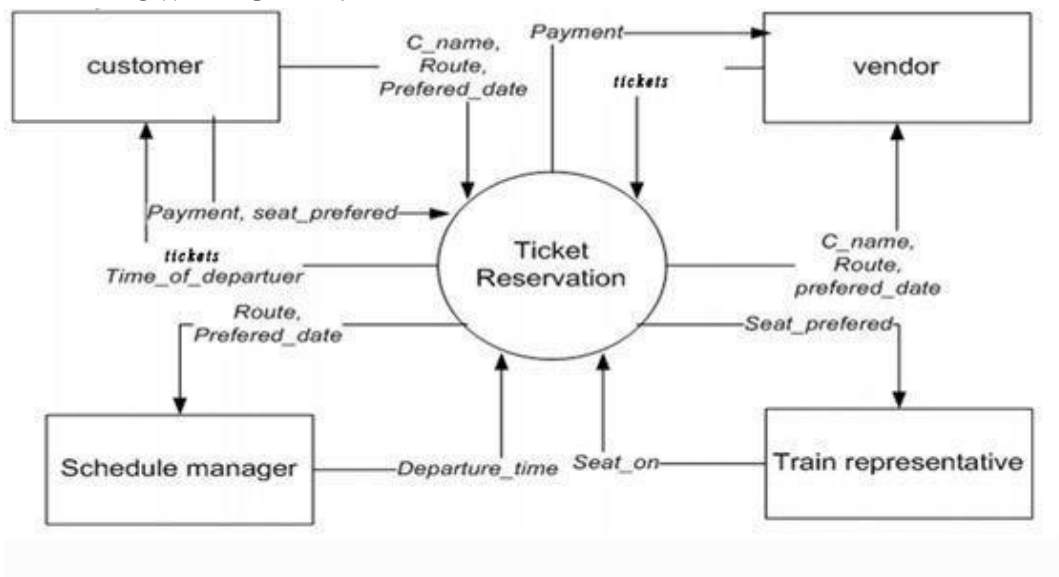 customer
C_name,
Route,
Prefered_date
Payment
tickets
vendor
Payment, seat_prefered
tickets
Time_of_departuer
Ticket
Reservation
C_name,
Route,
prefered_date
Route,
Prefered_date
Seat_prefered
Schedule manager
Departure_time
Seat_on
Train representative